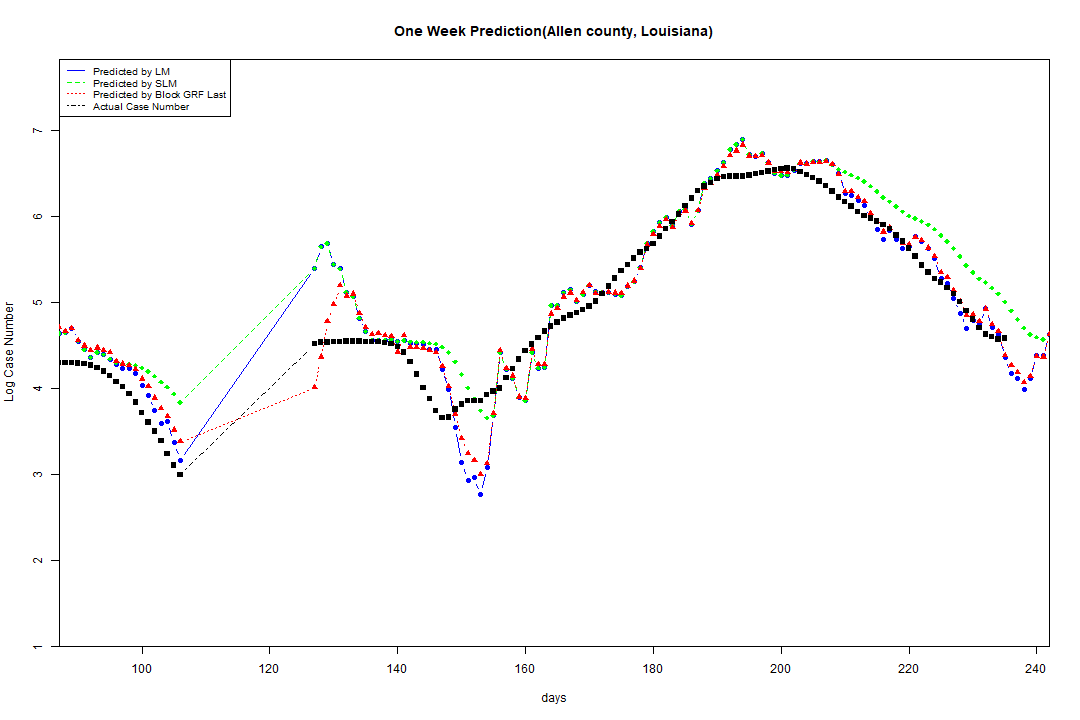 One Week Prediction(Allen county, Louisiana)
Predicted by LM
Predicted by SLM
Predicted by Block GRF Last
Actual Case Number
Log Case Number
7
6
5
4
3
2
1
100 120 140 160 180 200 220 240
days